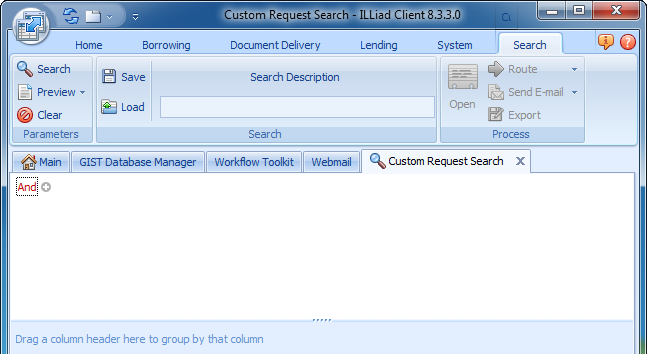 Custom Request Search - ILLiad Client 8.3.3.0
Home Borrowing Document Delivery Lending System Search
Search
Preview
Clear
Parameters
Save
Load
Search Description
Search
Open
Route
Send E-mail
Export
Process
Main GIST Database Manager Workflow Toolkit Webmail Custom Request Search X
And
Drag a column header here to group by that column